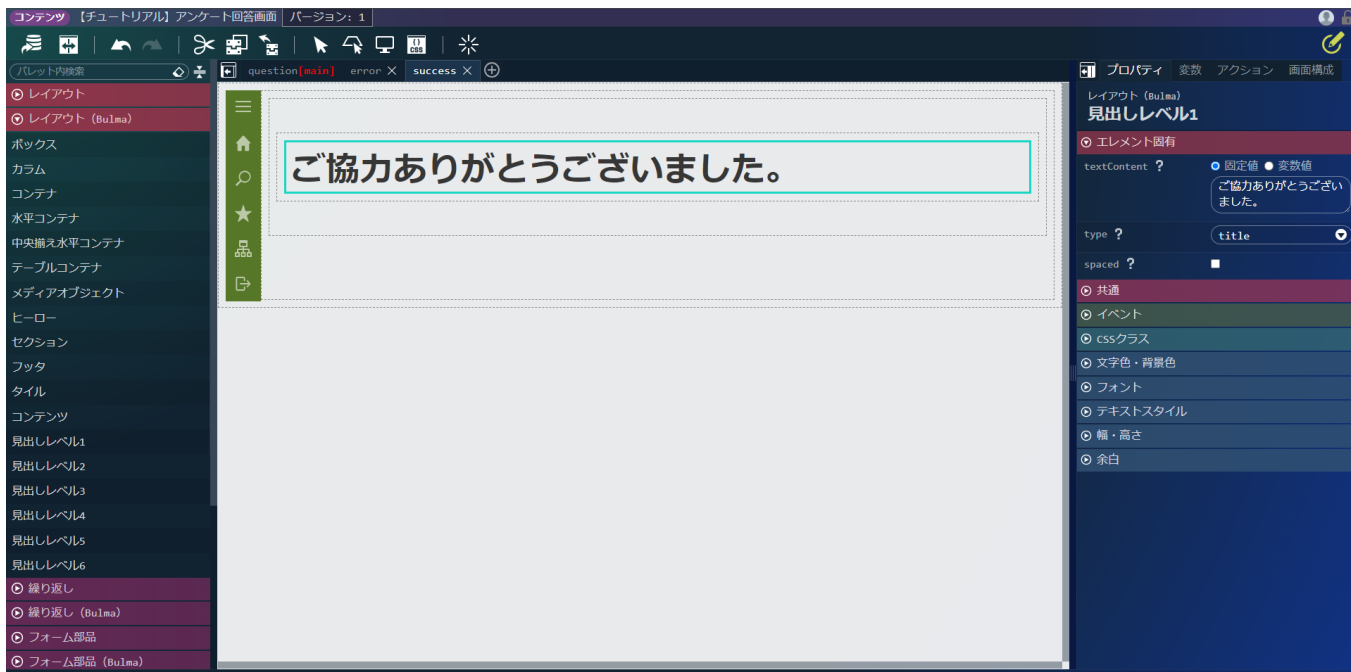 コンテンツ 【チュートリアル】アンケート回答画面 バージョン: 1
{} CSS
パレット内検索
question[main] error × success ×
プロパティ 変数 アクション 画面構成
レイアウト
レイアウト（Bulma）
ボックス
カラム
コンテナ
水平コンテナ
中央揃え水平コンテナ
テーブルコンテナ
メディアオブジェクト
ヒーロー
セクション
フッタ
タイル
コンテンツ
見出しレベル1
見出しレベル2
見出しレベル3
見出しレベル4
見出しレベル5
見出しレベル6
繰り返し
繰り返し（Bulma）
フォーム部品
フォーム部品（Bulma）
ご協力ありがとうございました。
レイアウト（Bulma）
見出しレベル1
エレメント固有
textContent ? 固定値 変数値
ご協力ありがとうござい
ました。
type ? title
spaced ?
共通
イベント
CSSクラス
文字色・背景色
フォント
テキストスタイル
幅・高さ
余白